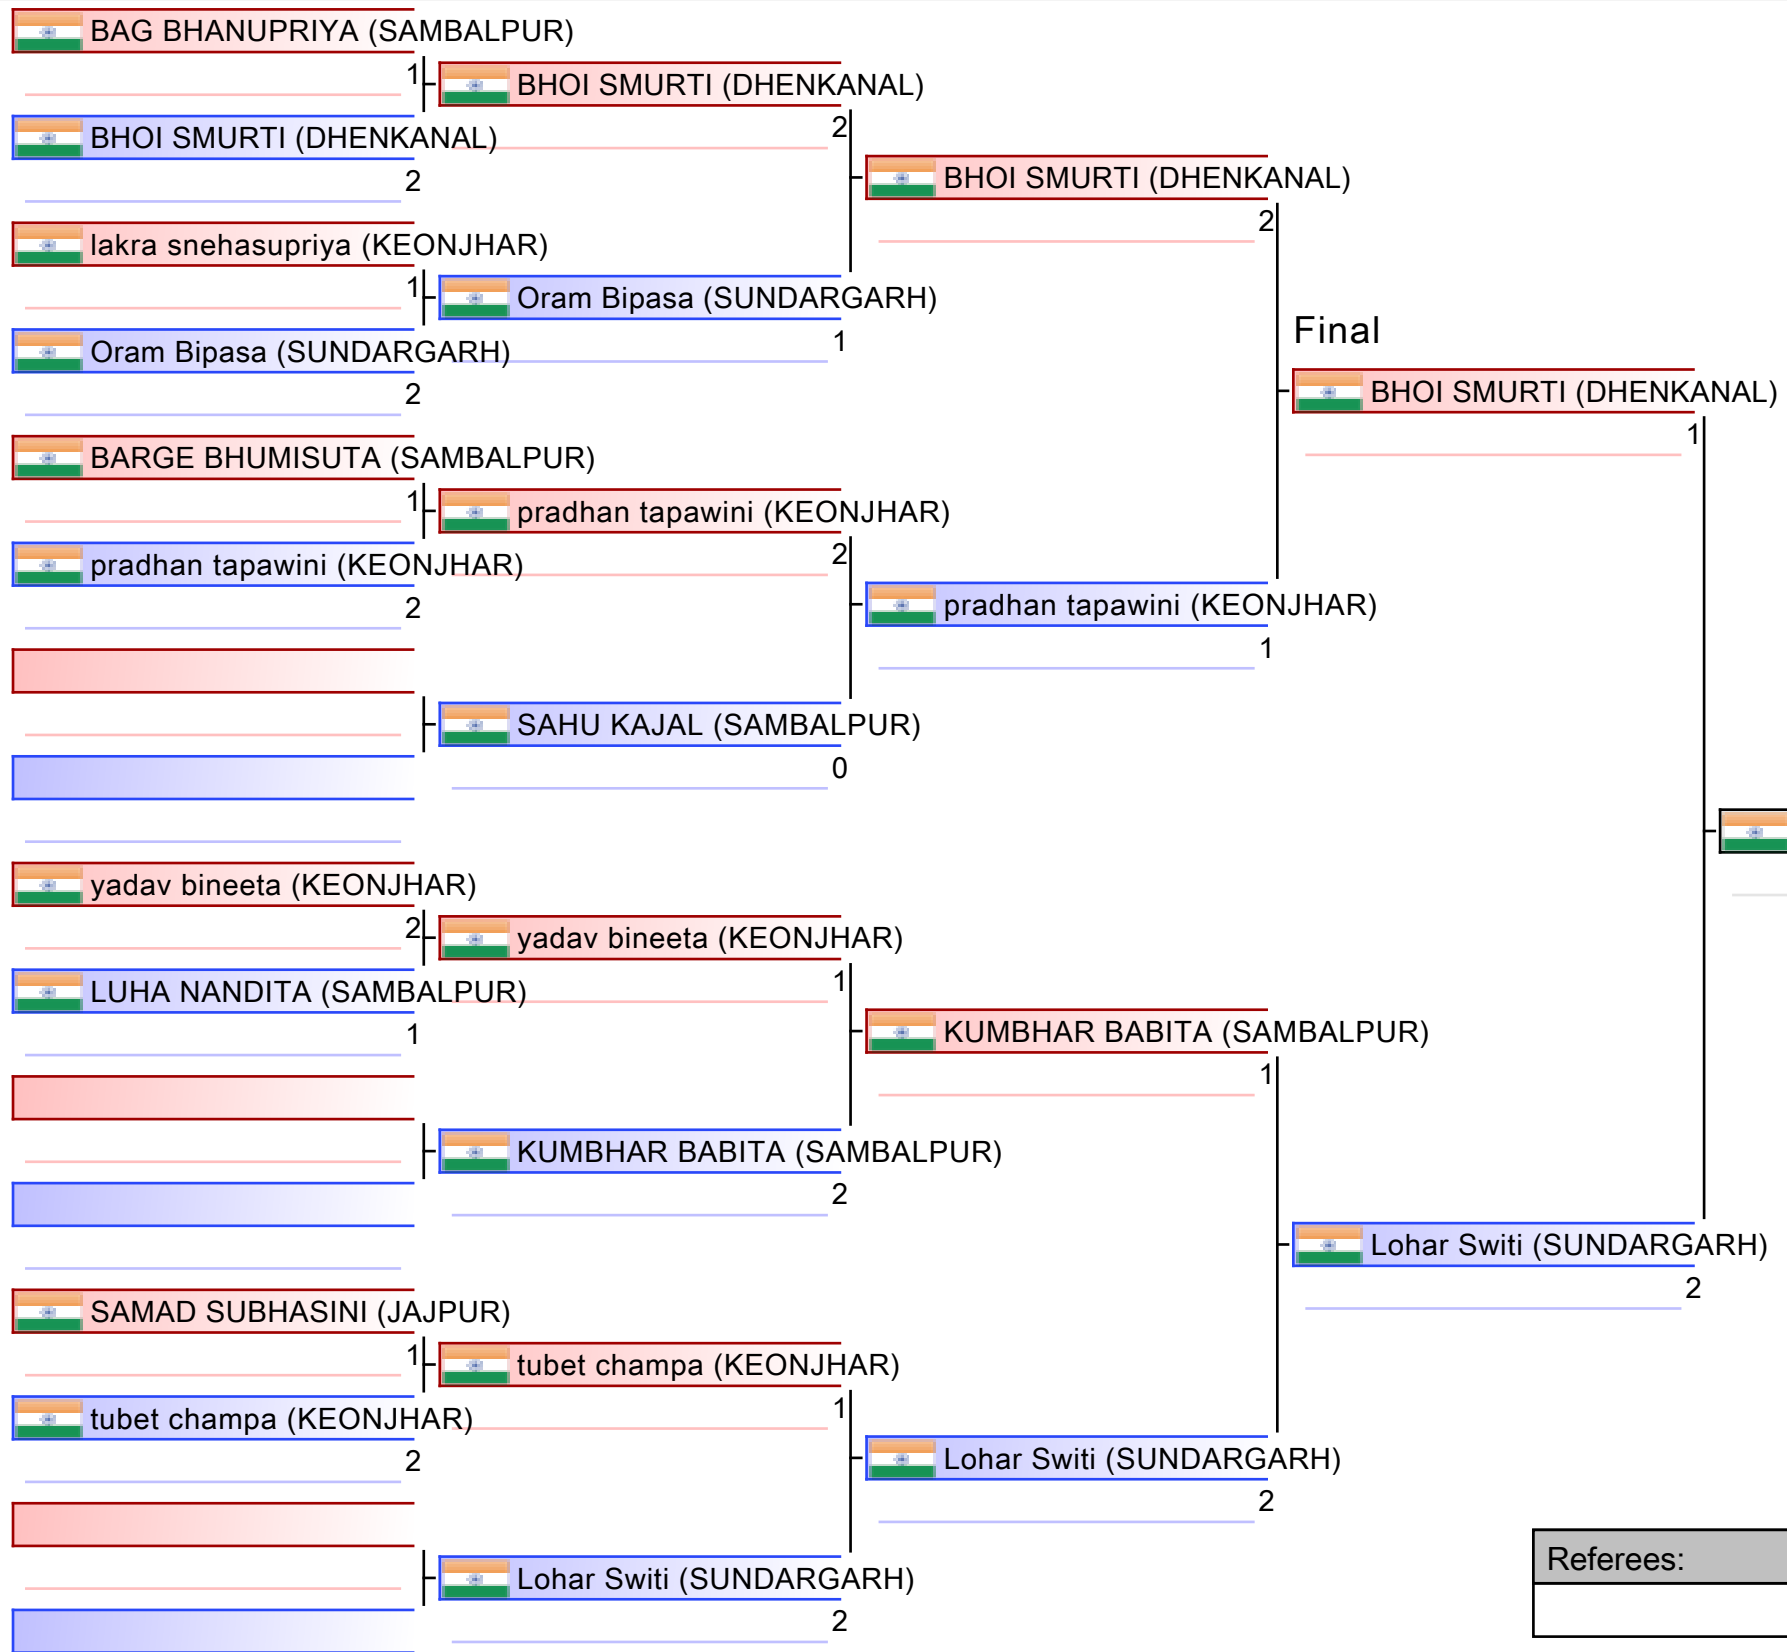 BAG BHANUPRIYA (SAMBALPUR)
1
BHOI SMURTI (DHENKANAL)
BHOI SMURTI (DHENKANAL)
2
2
BHOI SMURTI (DHENKANAL)
2
lakra snehasupriya (KEONJHAR)
1
Oram Bipasa (SUNDARGARH)
Oram Bipasa (SUNDARGARH)
1
2
Final
BHOI SMURTI (DHENKANAL)
1
BARGE BHUMISUTA (SAMBALPUR)
1
pradhan tapawini (KEONJHAR)
pradhan tapawini (KEONJHAR)
2
2
pradhan tapawini (KEONJHAR)
1
SAHU KAJAL (SAMBALPUR)
0
yadav bineeta (KEONJHAR)
2
yadav bineeta (KEONJHAR)
LUHA NANDITA (SAMBALPUR)
1
1
KUMBHAR BABITA (SAMBALPUR)
1
KUMBHAR BABITA (SAMBALPUR)
2
Lohar Switi (SUNDARGARH)
2
SAMAD SUBHASINI (JAJPUR)
1
tubet champa (KEONJHAR)
tubet champa (KEONJHAR)
1
2
Lohar Switi (SUNDARGARH)
2
Lohar Switi (SUNDARGARH)
2
Referees: